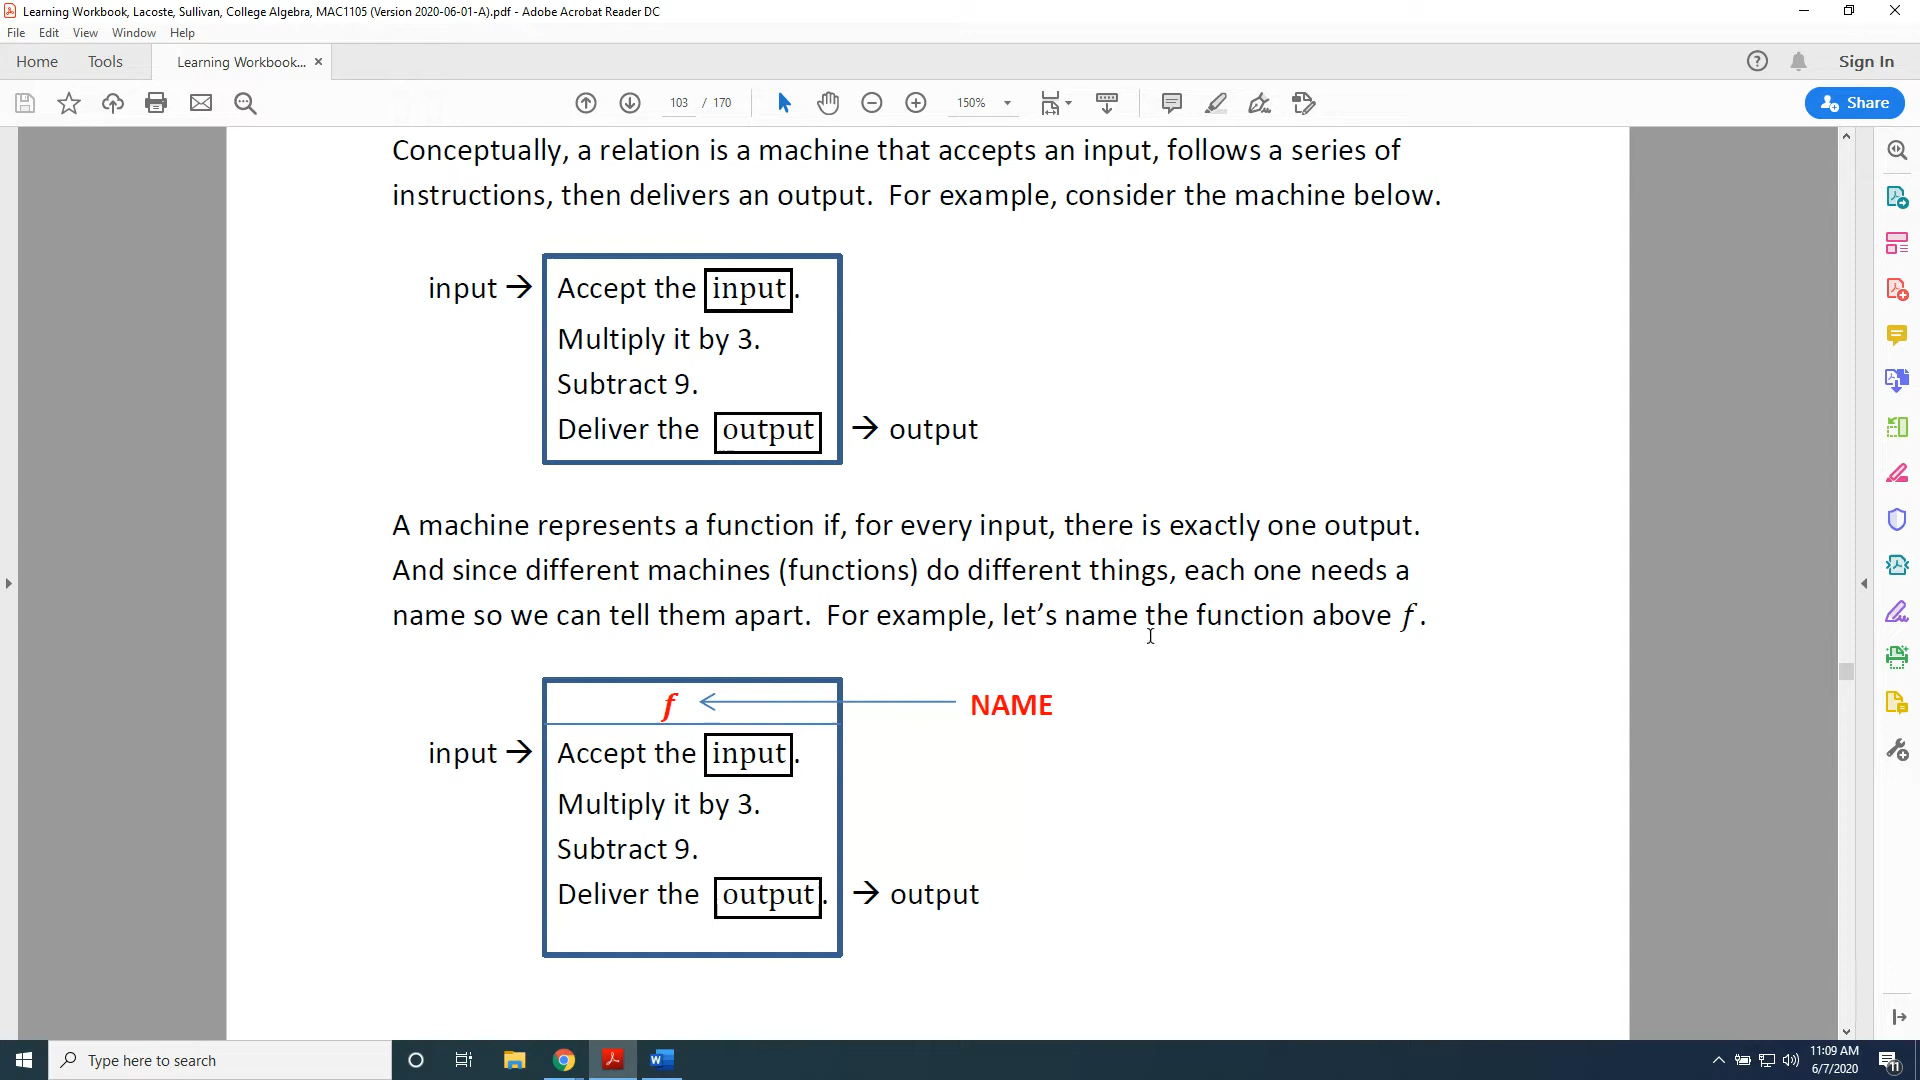 Learning Workbook, Lacoste, Sullivan, College Algebra, MAC1105 (Version 2020-06-01-A).pdf - Adobe Acrobat Reader DC
File Edit View Window Help
Home Tools Learning Workbook... × Sign In
103 / 170 150% Share
Conceptually, a relation is a machine that accepts an input, follows a series of
instructions, then delivers an output. For example, consider the machine below.
input → Accept the input.
Multiply it by 3.
Subtract 9.
Deliver the output → output
A machine represents a function if, for every input, there is exactly one output.
And since different machines (functions) do different things, each one needs a
name so we can tell them apart. For example, let’s name the function above f.
f NAME
input → Accept the input.
Multiply it by 3.
Subtract 9.
Deliver the output. → output
Type here to search
11:09 AM
6/7/2020
11